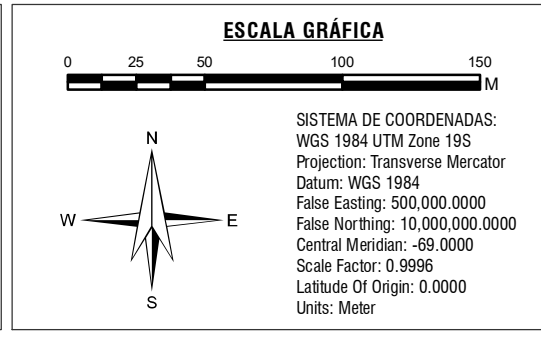 ESCALA GRÁFICA
0 25 50 100 150
M
SISTEMA DE COORDENADAS:
WGS 1984 UTM Zone 19S
Projection: Transverse Mercator
Datum: WGS 1984
False Easting: 500,000.0000
False Northing: 10,000,000.0000
Central Meridian: -69.0000
Scale Factor: 0.9996
Latitude Of Origin: 0.0000
Units: Meter
N
W E
S